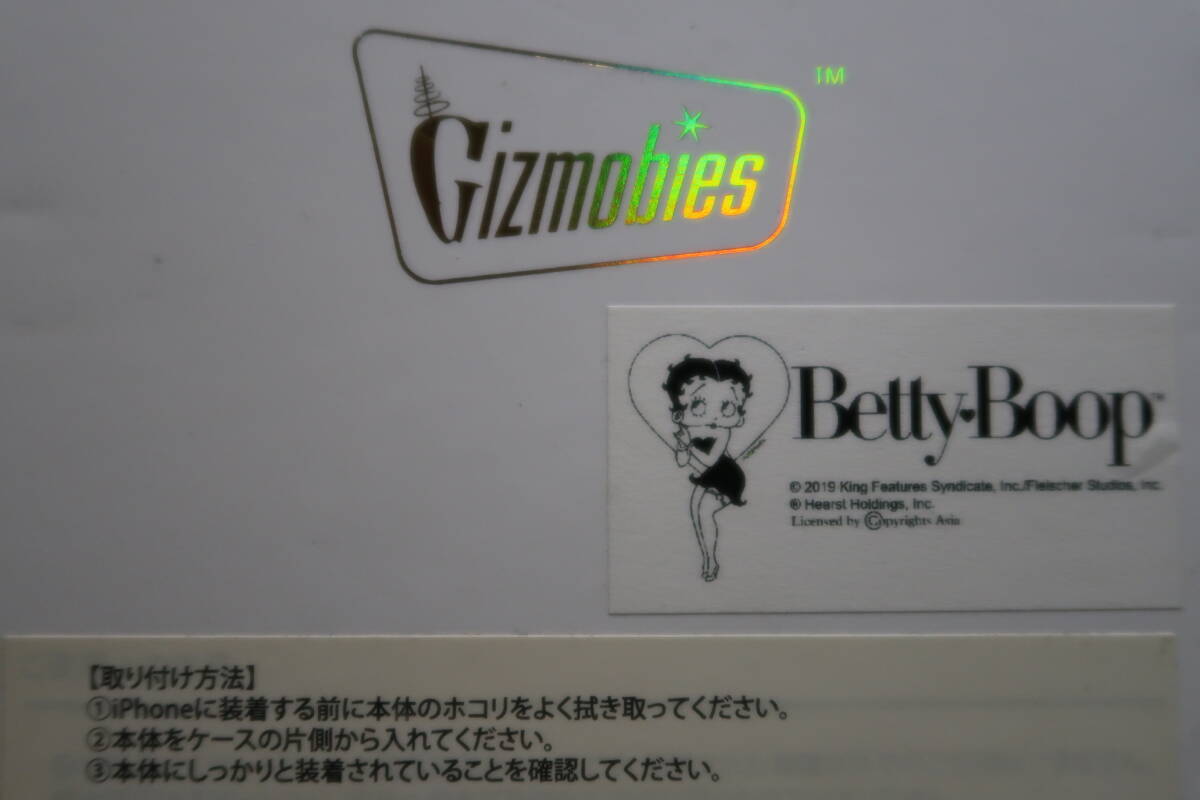 Gizmobies TM
Betty Boop™
© 2019 King Features Syndicate, Inc./Fleischer Studios, Inc.
® Hearst Holdings, Inc.
Licensed by ©opyrights Asia
【取り付け方法】
①iPhoneに装着する前に本体のホコリをよく拭き取ってください。
②本体をケースの片側から入れてください。
③本体にしっかりと装着されていることを確認してください。